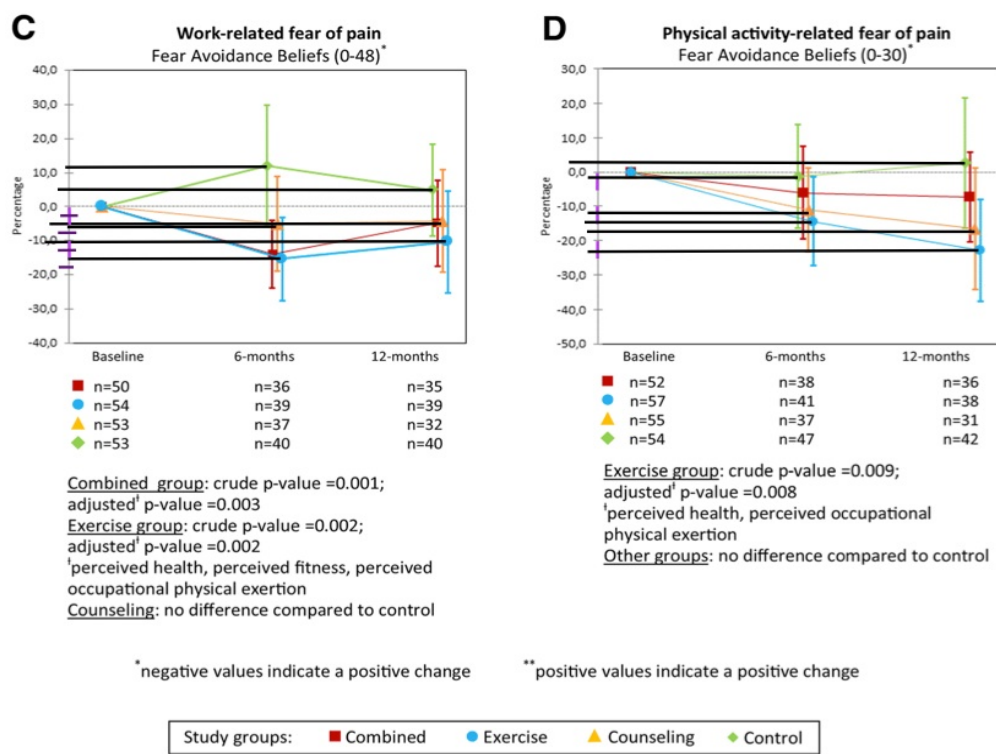 C
Work-related fear of pain
Fear Avoidance Beliefs (0-48)*
40,0
30,0
20,0
10,0
0,0
-10,0
-20,0
-30,0
-40,0
Percentage
Baseline 6-months 12-months
n=50 n=36 n=35
n=54 n=39 n=39
n=53 n=37 n=32
n=53 n=40 n=40
Combined group: crude p-value =0.001;
adjustedƗ p-value =0.003
Exercise group: crude p-value =0.002;
adjustedƗ p-value =0.002
Ɨperceived health, perceived fitness, perceived
occupational physical exertion
Counseling: no difference compared to control
D
Physical activity-related fear of pain
Fear Avoidance Beliefs (0-30)*
30,0
20,0
10,0
0,0
-10,0
-20,0
-30,0
-40,0
-50,0
Percentage
Baseline 6-months 12-months
n=52 n=38 n=36
n=57 n=41 n=38
n=55 n=37 n=31
n=54 n=47 n=42
Exercise group: crude p-value =0.009;
adjustedƗ p-value =0.008
Ɨperceived health, perceived occupational
physical exertion
Other groups: no difference compared to control
*negative values indicate a positive change **positive values indicate a positive change
Study groups: Combined Exercise Counseling Control